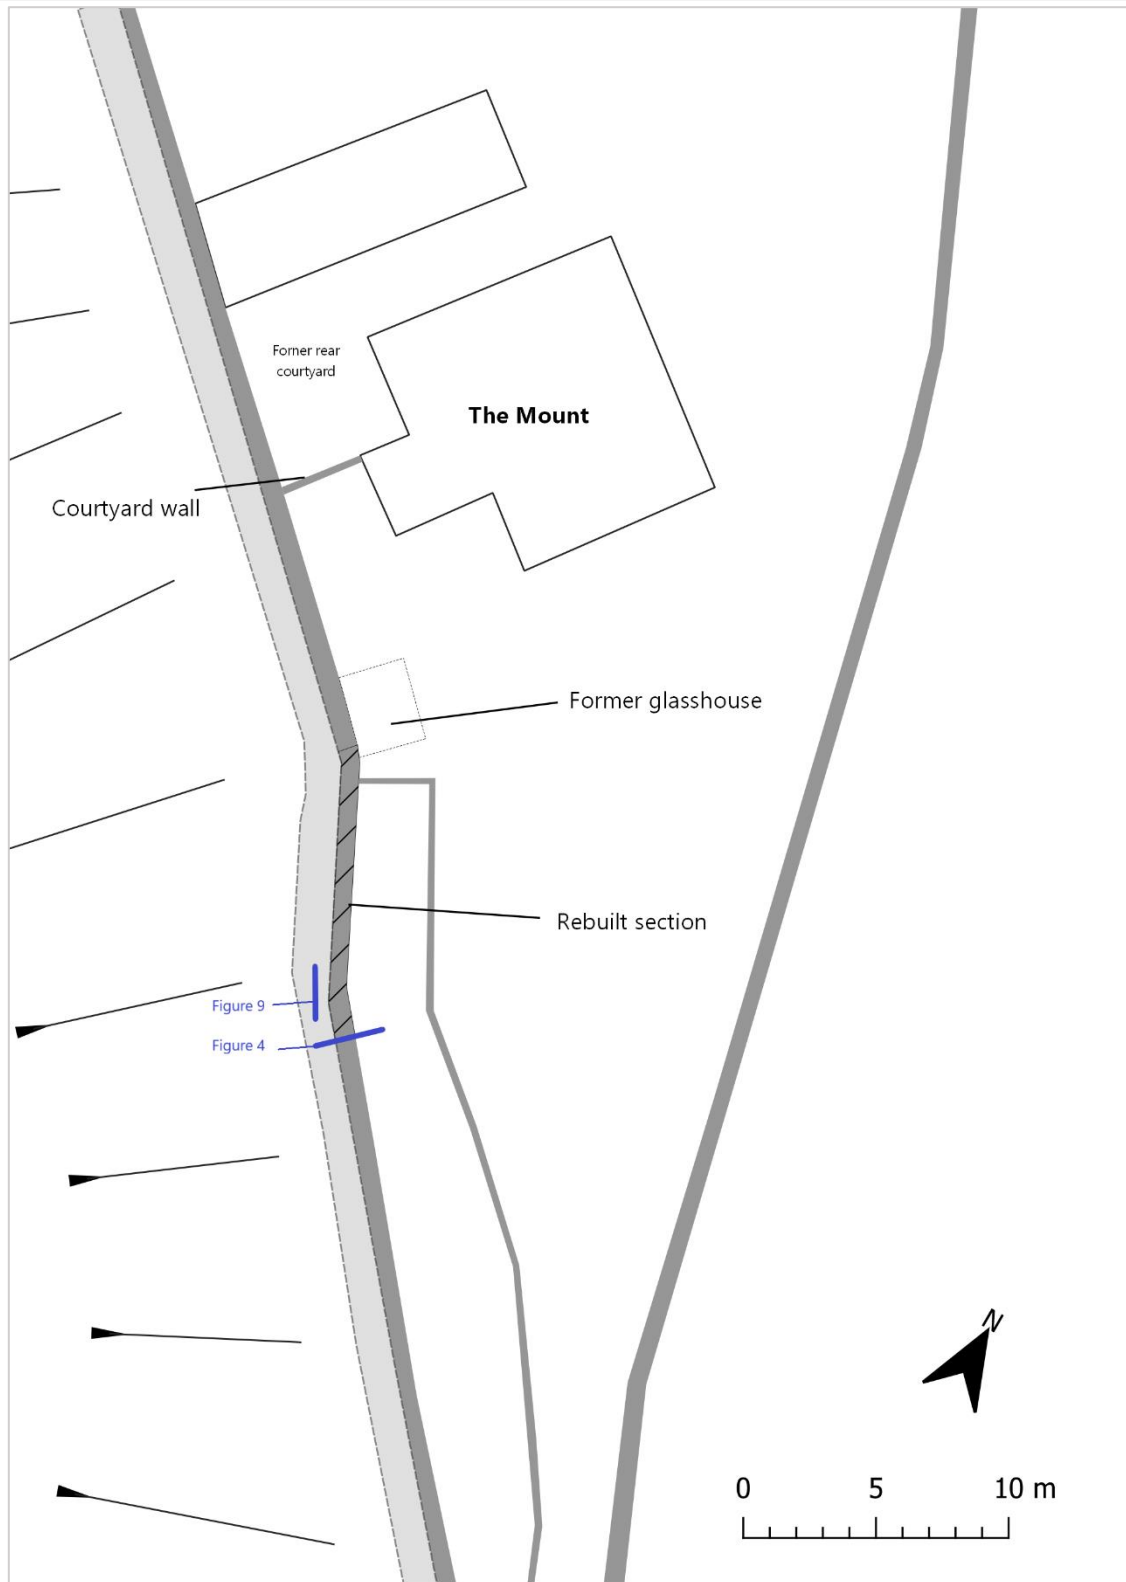 Forner rear
courtyard
The Mount
Courtyard wall
Former glasshouse
Rebuilt section
Figure 9
Figure 4
N
0 5 10 m